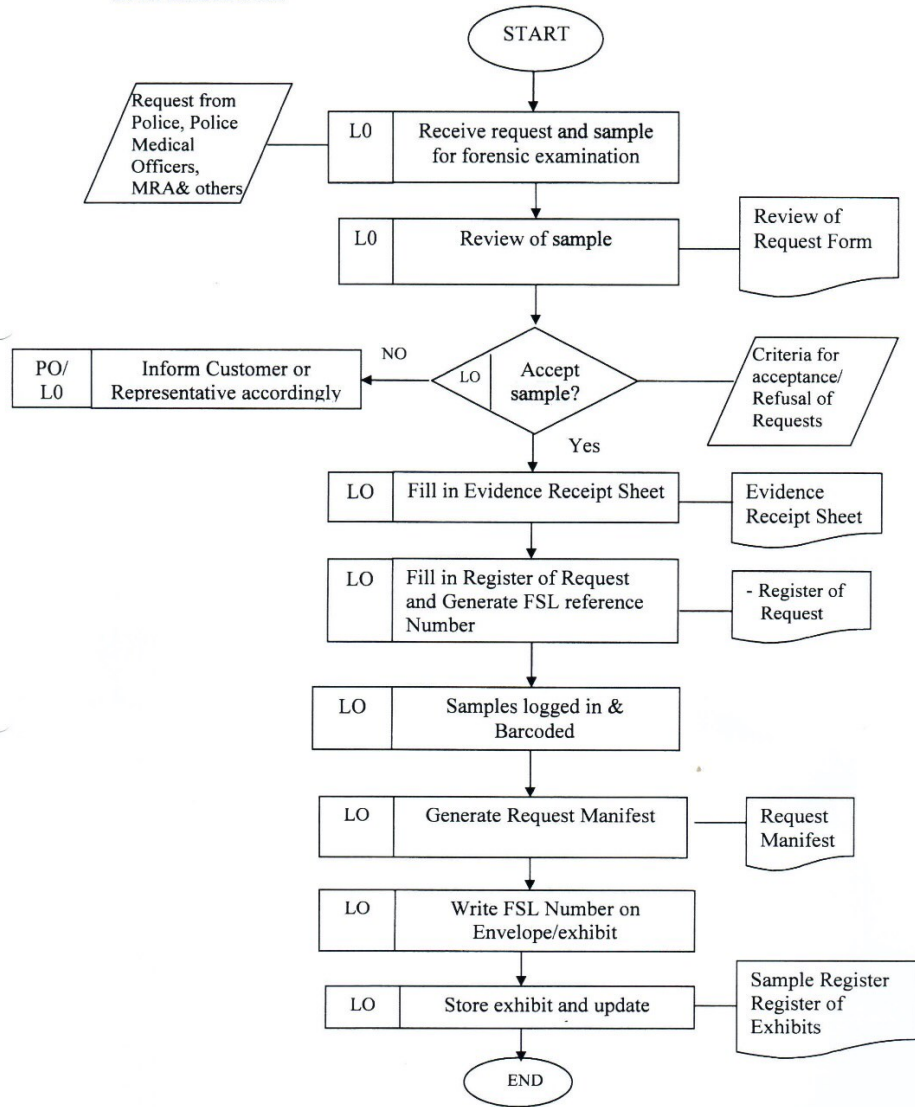 START
Request from
Police, Police
Medical
Officers,
MRA& others
L0
Receive request and sample
for forensic examination
L0
Review of sample
Review of
Request Form
PO/
L0
Inform Customer or
Representative accordingly
NO
LO
Accept
sample?
Criteria for
acceptance/
Refusal of
Requests
Yes
LO
Fill in Evidence Receipt Sheet
Evidence
Receipt Sheet
LO
Fill in Register of Request
and Generate FSL reference
Number
- Register of
Request
LO
Samples logged in &
Barcoded
LO
Generate Request Manifest
Request
Manifest
LO
Write FSL Number on
Envelope/exhibit
LO
Store exhibit and update
Sample Register
Register of
Exhibits
END